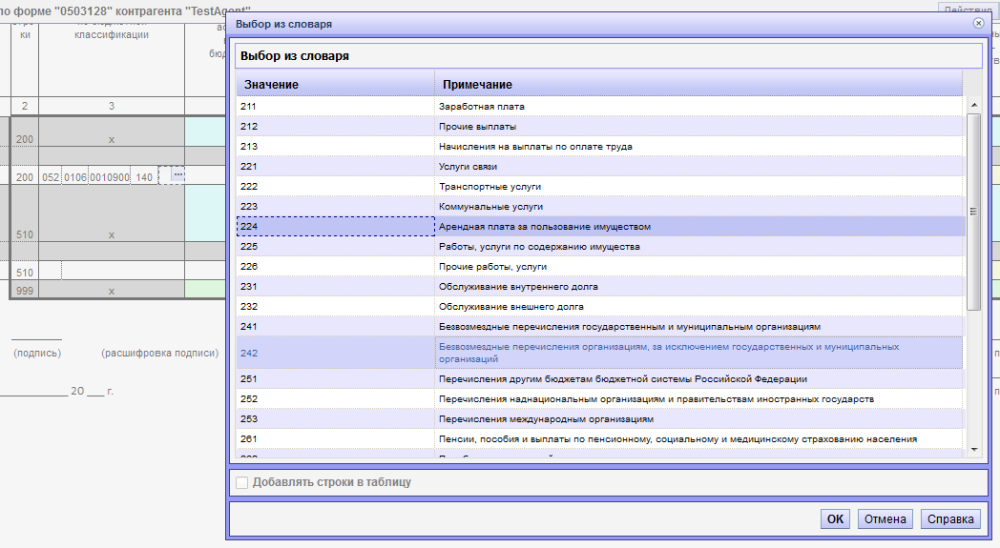 по форме "0503128" контрагента "TestAgent"
Действия
ки
классификации
бюд
2
3
200
x
200
052
0106
0010900
140
...
510
x
510
999
x
(подпись)
(расшифровка подписи)
20
г.
Выбор из словаря
Выбор из словаря
Значение Примечание
211 Заработная плата
212 Прочие выплаты
213 Начисления на выплаты по оплате труда
221 Услуги связи
222 Транспортные услуги
223 Коммунальные услуги
224 Арендная плата за пользование имуществом
225 Работы, услуги по содержанию имущества
226 Прочие работы, услуги
231 Обслуживание внутреннего долга
232 Обслуживание внешнего долга
241 Безвозмездные перечисления государственным и муниципальным организациям
242 Безвозмездные перечисления организациям, за исключением государственных и муниципальных
организаций
251 Перечисления другим бюджетам бюджетной системы Российской Федерации
252 Перечисления наднациональным организациям и правительствам иностранных государств
253 Перечисления международным организациям
261 Пенсии, пособия и выплаты по пенсионному, социальному и медицинскому страхованию населения
Добавлять строки в таблицу
OK
Отмена
Справка